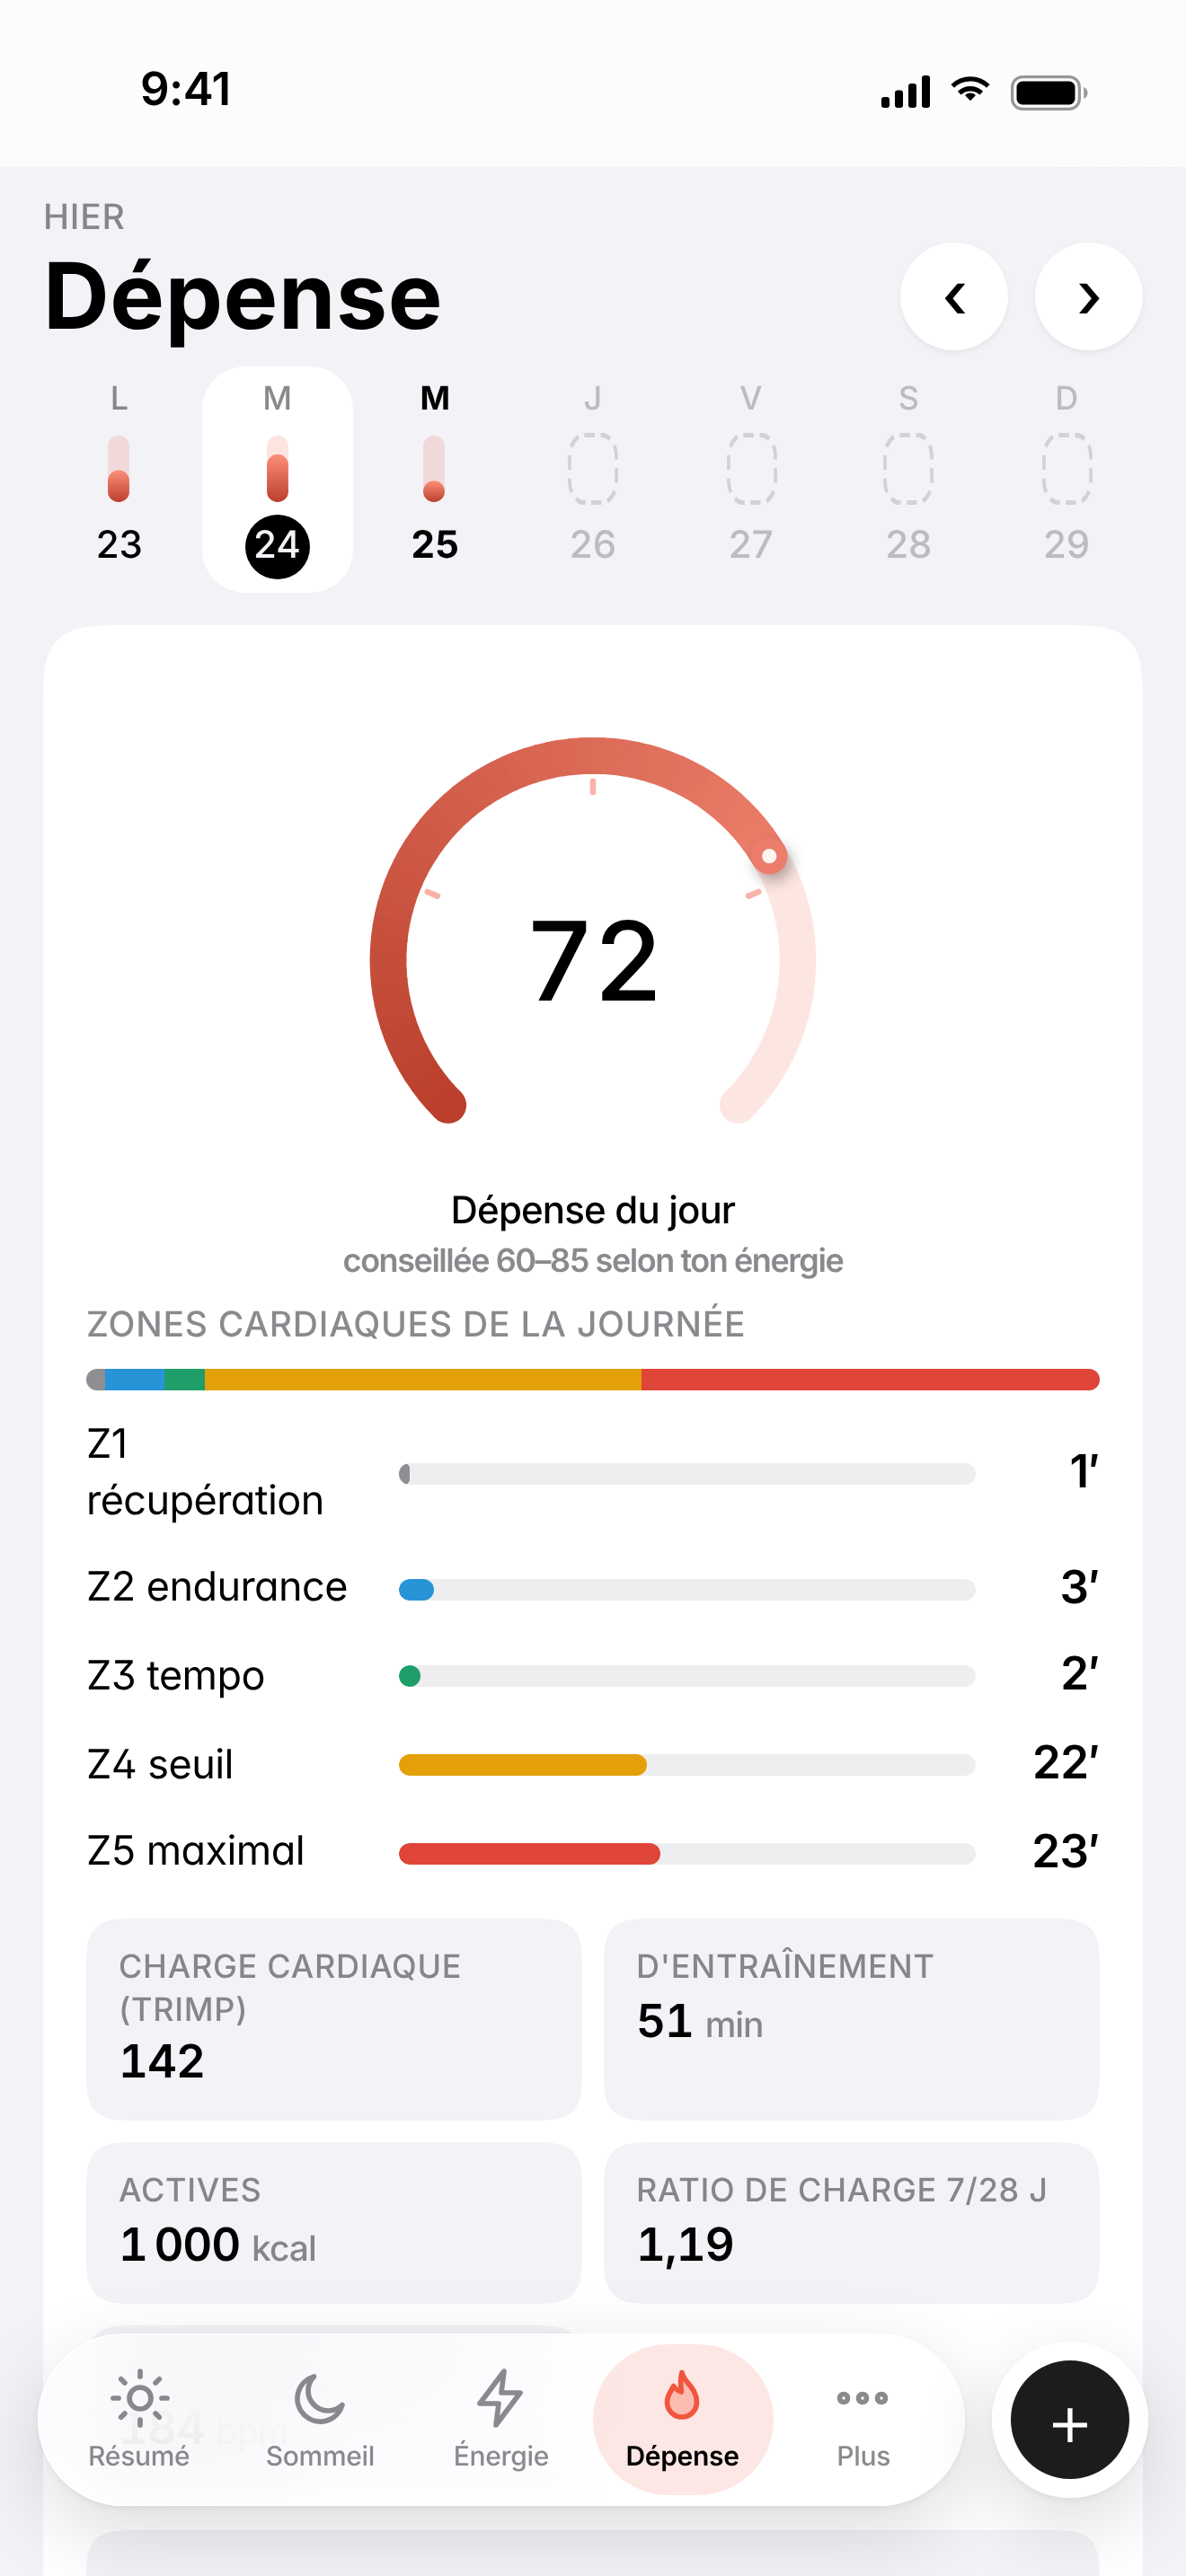 9:41
HIER
Dépense
‹ ›
L M M J V S D
23 24 25 26 27 28 29
72
Dépense du jour
conseillée 60–85 selon ton énergie
ZONES CARDIAQUES DE LA JOURNÉE
Z1
récupération 1′
Z2 endurance 3′
Z3 tempo 2′
Z4 seuil 22′
Z5 maximal 23′
CHARGE CARDIAQUE
(TRIMP)
142
D'ENTRAÎNEMENT
51 min
ACTIVES
1 000 kcal
RATIO DE CHARGE 7/28 J
1,19
184 bpm
Résumé Sommeil Énergie Dépense Plus
+